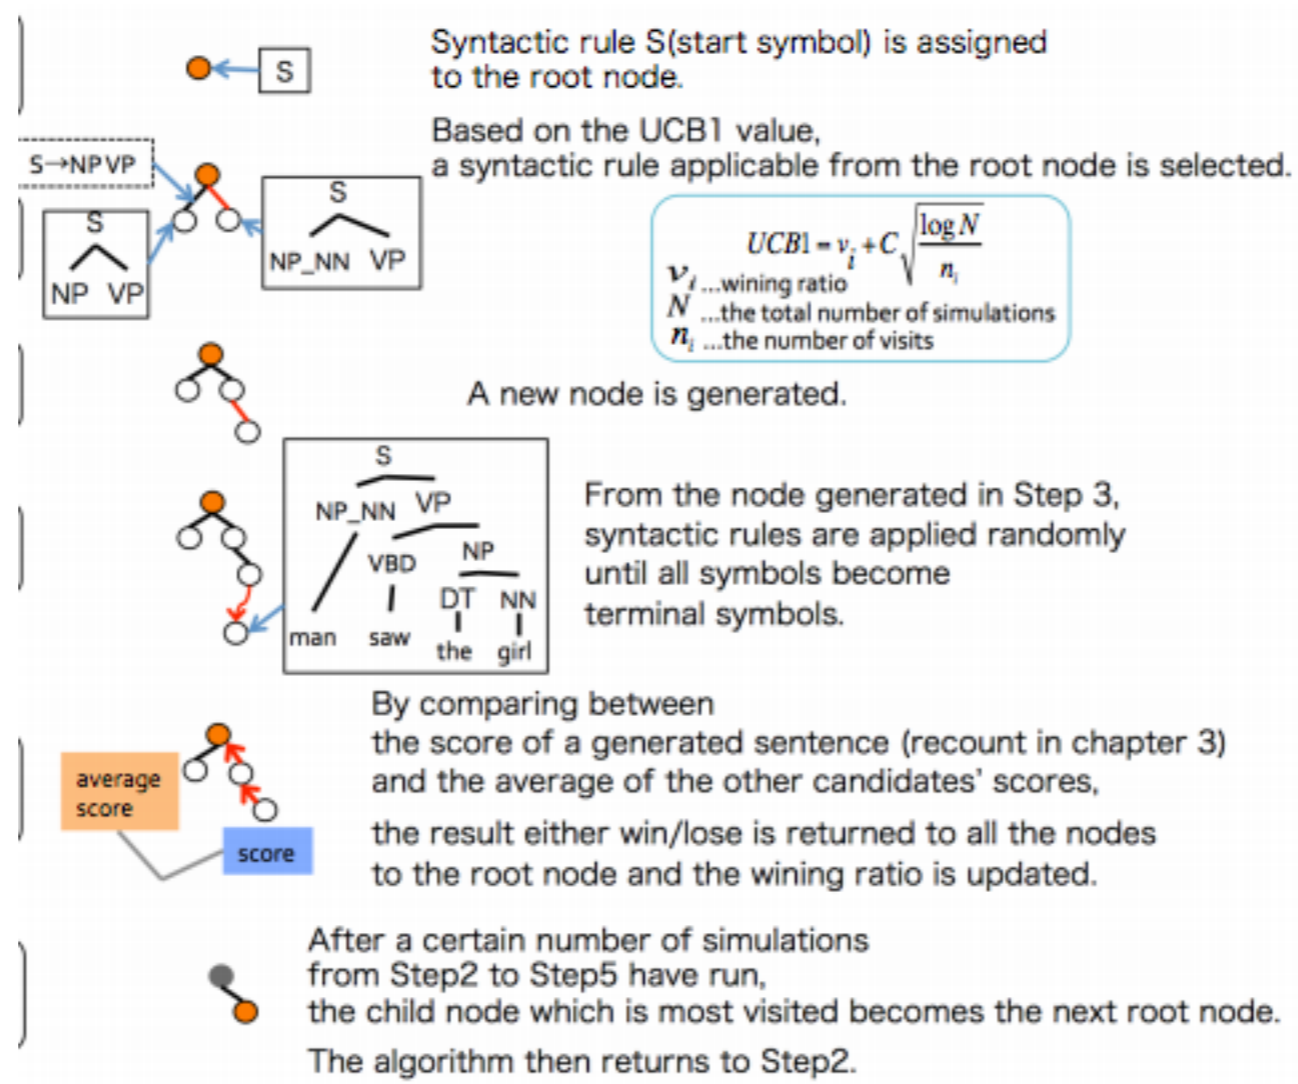 S
Syntactic rule S(start symbol) is assigned
to the root node.
Based on the UCB1 value,
a syntactic rule applicable from the root node is selected.
S→NP VP
S
NP VP
S
NP_NN VP
UCB1 = v_i + C √(log N / n_i)
v_i ...wining ratio
N ...the total number of simulations
n_i ...the number of visits
A new node is generated.
S
NP_NN VP
VBD NP
DT NN
man saw the girl
From the node generated in Step 3,
syntactic rules are applied randomly
until all symbols become
terminal symbols.
By comparing between
the score of a generated sentence (recount in chapter 3)
and the average of the other candidates' scores,
the result either win/lose is returned to all the nodes
to the root node and the wining ratio is updated.
average
score
score
After a certain number of simulations
from Step2 to Step5 have run,
the child node which is most visited becomes the next root node.
The algorithm then returns to Step2.